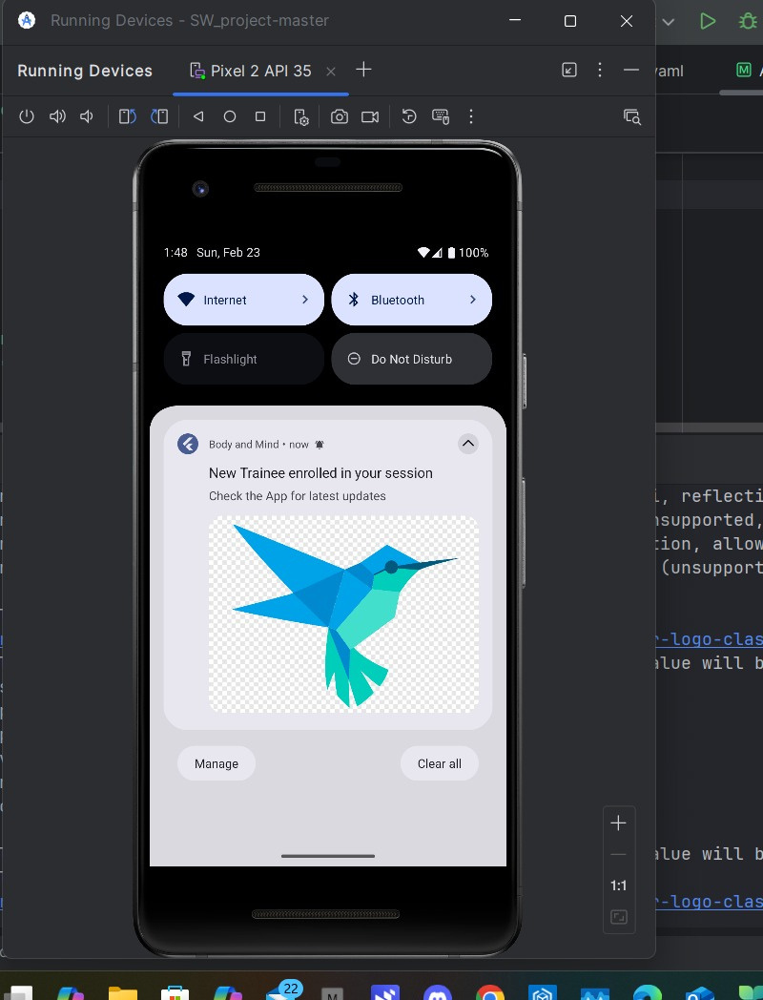 Running Devices - SW_project-master
Running Devices
Pixel 2 API 35
yaml
1:48 Sun, Feb 23
100%
Internet
Bluetooth
Flashlight
Do Not Disturb
Body and Mind • now
New Trainee enrolled in your session
Check the App for latest updates
Manage
Clear all
, reflecti
nsupported,
tion, allow
(unsupport
r-logo-clas
alue will b
alue will b
r-logo-clas
1:1
22
M